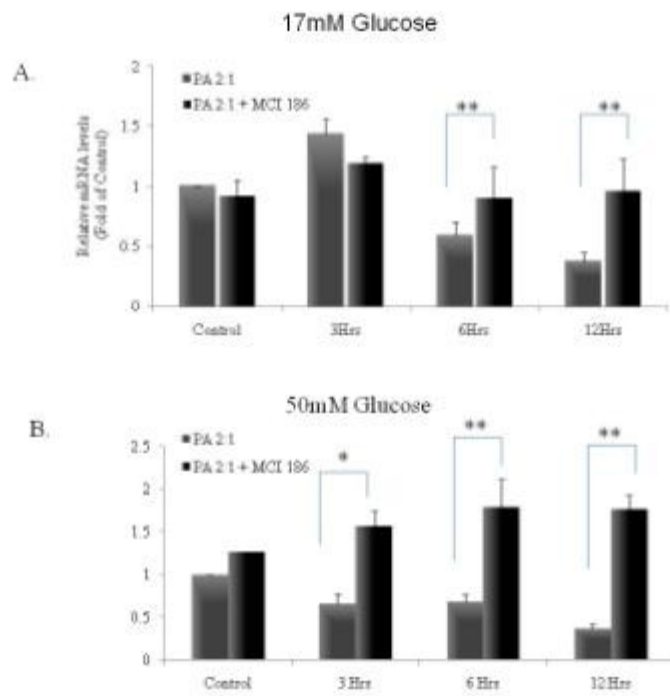 17mM Glucose
A.
Relative mRNA levels
(Fold of Control)
2
1.5
1
0.5
0
PA 2:1
PA 2:1 + MCI 186
**
**
Control
3Hrs
6Hrs
12Hrs
50mM Glucose
B.
2.5
2
1.5
1
0.5
0
PA 2:1
PA 2:1 + MCI 186
*
**
**
Control
3 Hrs
6 Hrs
12 Hrs